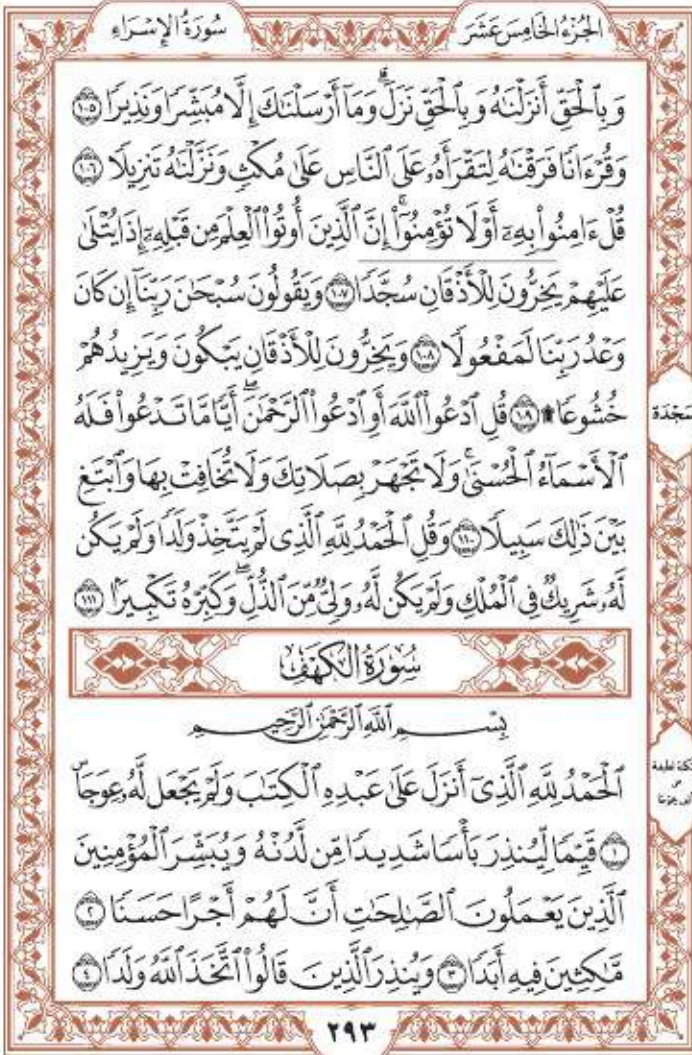 سُورَةُ الإِسۡرَاءِ
الجُزۡءُ الخَامِسَ عَشَرَ
وَبِٱلۡحَقِّ أَنزَلۡنَٰهُ وَبِٱلۡحَقِّ نَزَلَۗ وَمَآ أَرۡسَلۡنَٰكَ إِلَّا مُبَشِّرٗا وَنَذِيرٗا ١٠٥
وَقُرۡءَانٗا فَرَقۡنَٰهُ لِتَقۡرَأَهُۥ عَلَى ٱلنَّاسِ عَلَىٰ مُكۡثٖ وَنَزَّلۡنَٰهُ تَنزِيلٗا ١٠٦
قُلۡ ءَامِنُواْ بِهِۦٓ أَوۡ لَا تُؤۡمِنُوٓاْۚ إِنَّ ٱلَّذِينَ أُوتُواْ ٱلۡعِلۡمَ مِن قَبۡلِهِۦٓ إِذَا يُتۡلَىٰ
عَلَيۡهِمۡ يَخِرُّونَ لِلۡأَذۡقَانِ سُجَّدٗا ١٠٧ وَيَقُولُونَ سُبۡحَٰنَ رَبِّنَآ إِن كَانَ
وَعۡدُ رَبِّنَا لَمَفۡعُولٗا ١٠٨ وَيَخِرُّونَ لِلۡأَذۡقَانِ يَبۡكُونَ وَيَزِيدُهُمۡ
خُشُوعٗا۩ ١٠٩ قُلِ ٱدۡعُواْ ٱللَّهَ أَوِ ٱدۡعُواْ ٱلرَّحۡمَٰنَۖ أَيّٗا مَّا تَدۡعُواْ فَلَهُ
سَجْدَة
ٱلۡأَسۡمَآءُ ٱلۡحُسۡنَىٰۚ وَلَا تَجۡهَرۡ بِصَلَاتِكَ وَلَا تُخَافِتۡ بِهَا وَٱبۡتَغِ
بَيۡنَ ذَٰلِكَ سَبِيلٗا ١١٠ وَقُلِ ٱلۡحَمۡدُ لِلَّهِ ٱلَّذِي لَمۡ يَتَّخِذۡ وَلَدٗا وَلَمۡ يَكُن
لَّهُۥ شَرِيكٞ فِي ٱلۡمُلۡكِ وَلَمۡ يَكُن لَّهُۥ وَلِيّٞ مِّنَ ٱلذُّلِّۖ وَكَبِّرۡهُ تَكۡبِيرَۢا ١١١
سُورَةُ الكَهۡفِ
بِسۡمِ ٱللَّهِ ٱلرَّحۡمَٰنِ ٱلرَّحِيمِ
ٱلۡحَمۡدُ لِلَّهِ ٱلَّذِيٓ أَنزَلَ عَلَىٰ عَبۡدِهِ ٱلۡكِتَٰبَ وَلَمۡ يَجۡعَل لَّهُۥ عِوَجَاۜ
١ قَيِّمٗا لِّيُنذِرَ بَأۡسٗا شَدِيدٗا مِّن لَّدُنۡهُ وَيُبَشِّرَ ٱلۡمُؤۡمِنِينَ
ٱلَّذِينَ يَعۡمَلُونَ ٱلصَّٰلِحَٰتِ أَنَّ لَهُمۡ أَجۡرًا حَسَنٗا ٢
مَّٰكِثِينَ فِيهِ أَبَدٗا ٣ وَيُنذِرَ ٱلَّذِينَ قَالُواْ ٱتَّخَذَ ٱللَّهُ وَلَدٗا ٤
٢٩٣